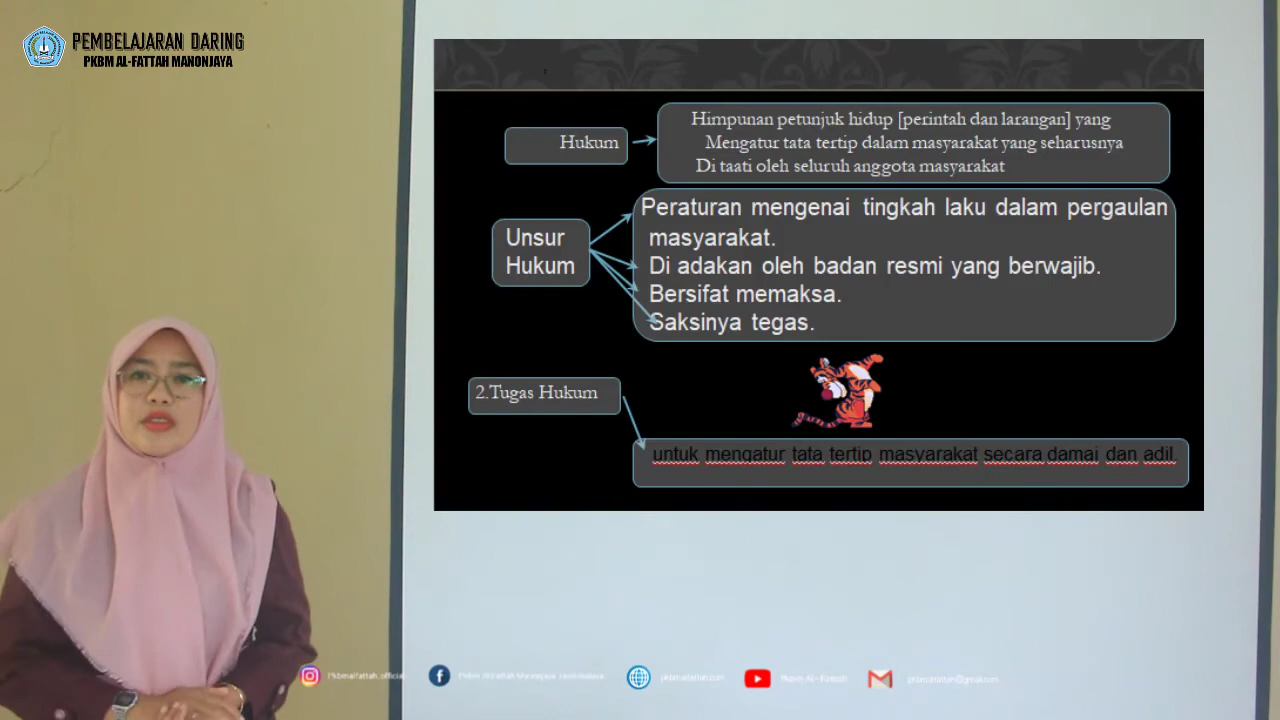 PEMBELAJARAN DARING
PKBM AL-FATTAH MANONJAYA
Hukum
Himpunan petunjuk hidup [perintah dan larangan] yang
Mengatur tata tertip dalam masyarakat yang seharusnya
Di taati oleh seluruh anggota masyarakat
Unsur
Hukum
Peraturan mengenai tingkah laku dalam pergaulan
masyarakat.
Di adakan oleh badan resmi yang berwajib.
Bersifat memaksa.
Saksinya tegas.
2.Tugas Hukum
untuk mengatur tata tertip masyarakat secara damai dan adil.
Pkbm Al-Fattah